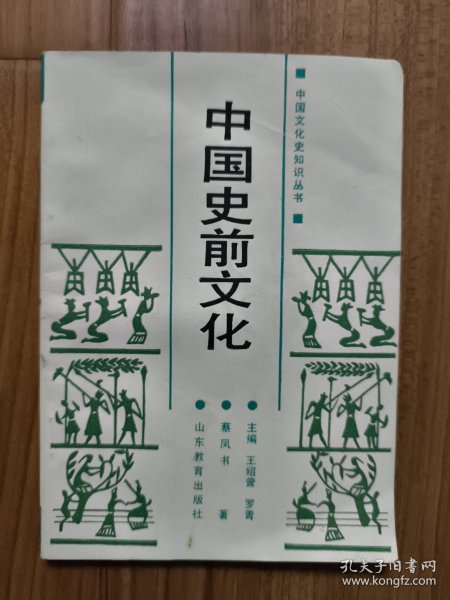 中国文化史知识丛书
中国史前文化
主编 王绍曾 罗青
蔡凤书 著
山东教育出版社
孔夫子旧书网
www.kongfz.com